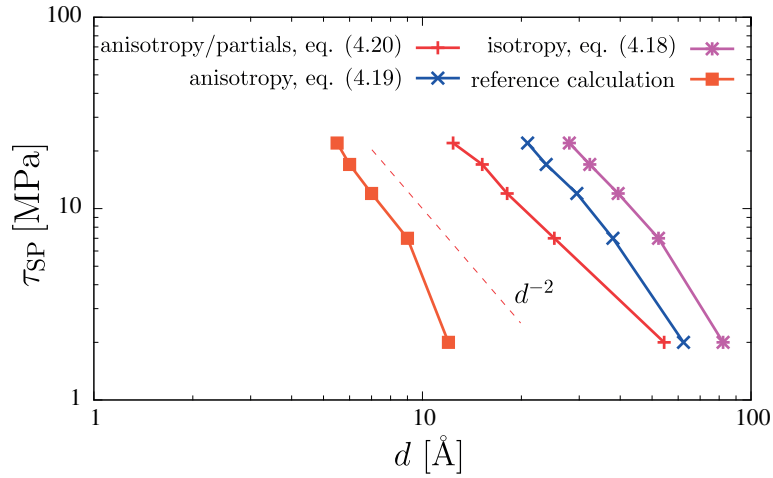 100
anisotropy/partials, eq. (4.20)
isotropy, eq. (4.18)
anisotropy, eq. (4.19)
reference calculation
10
τSP [MPa]
d⁻²
1
1
10
100
d [Å]